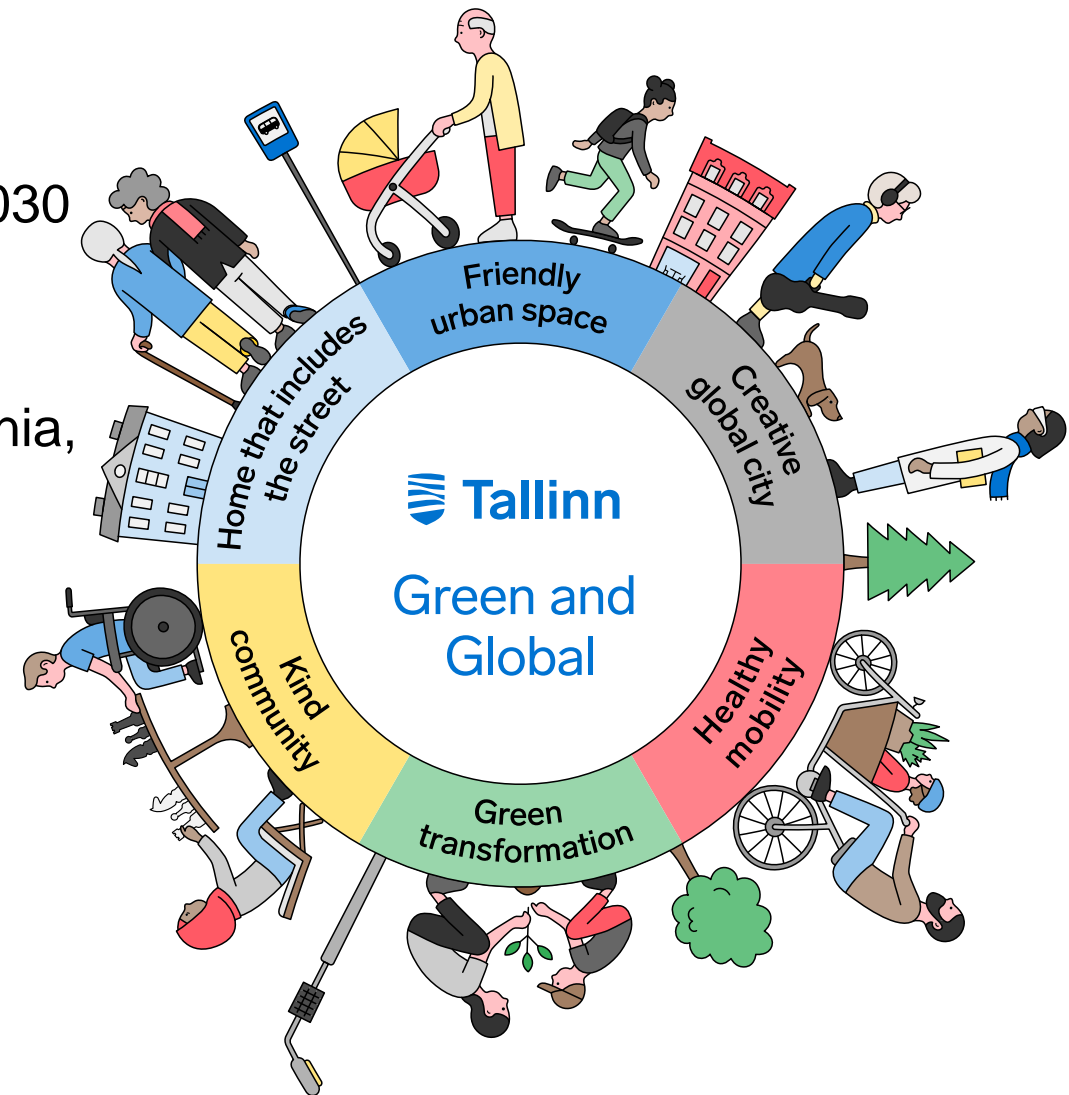 030
nia,
Friendly
urban space
Creative
global city
Healthy
mobility
Green
transformation
Kind
community
Home that includes
the street
Tallinn
Green and
Global